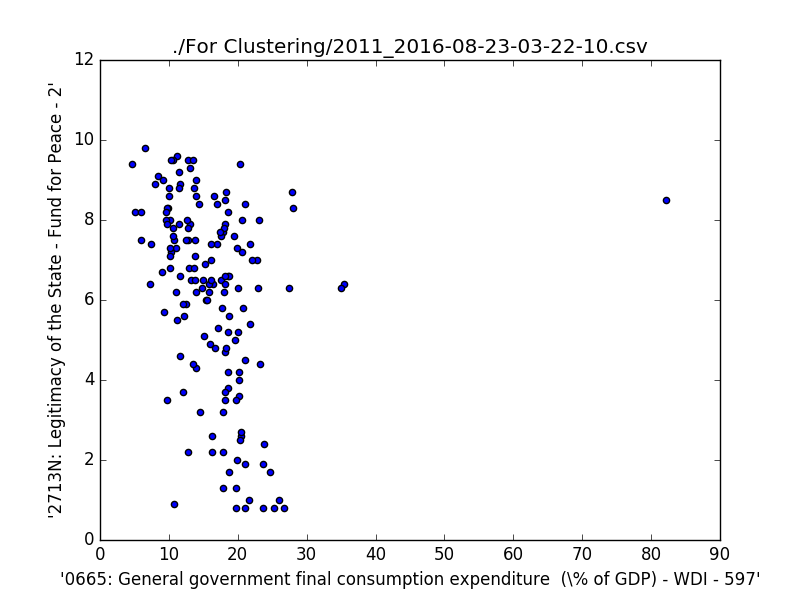 ./For Clustering/2011_2016-08-23-03-22-10.csv
12
10
8
6
4
2
0
'2713N: Legitimacy of the State - Fund for Peace - 2'
0 10 20 30 40 50 60 70 80 90
'0665: General government final consumption expenditure  (\% of GDP) - WDI - 597'